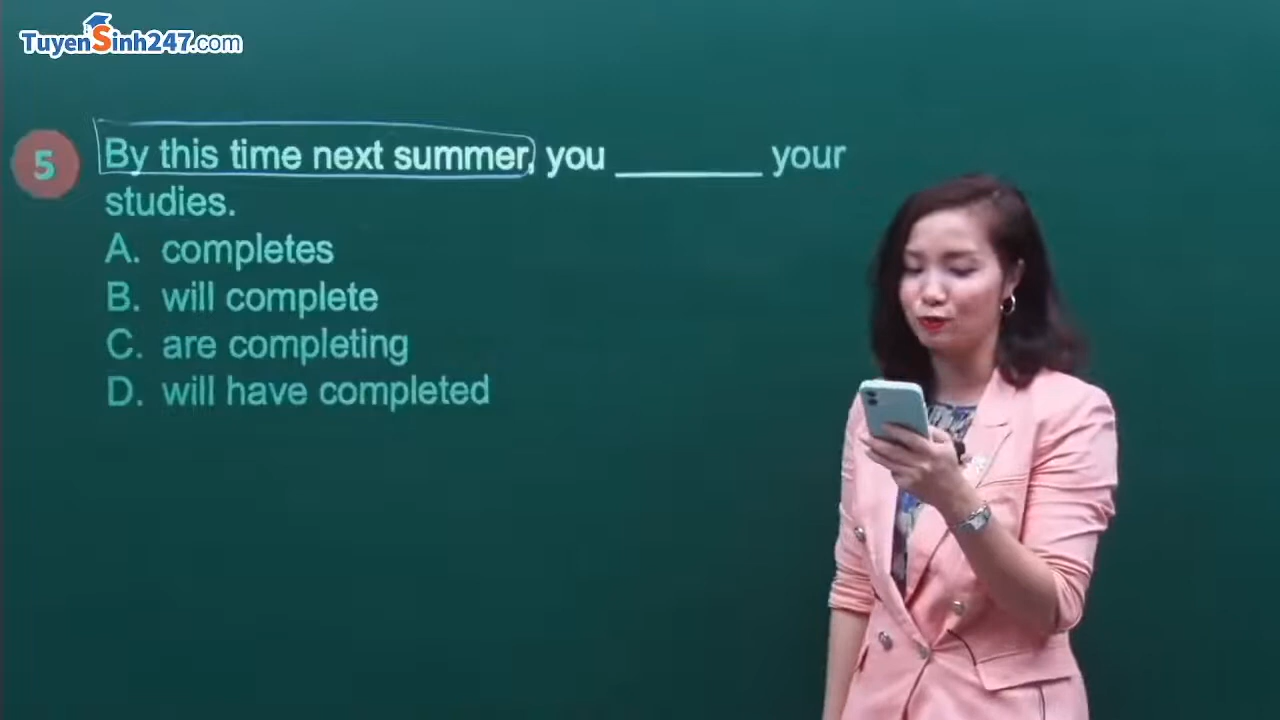 TuyenSinh247.com
5 By this time next summer, you ________ your
studies.
A. completes
B. will complete
C. are completing
D. will have completed